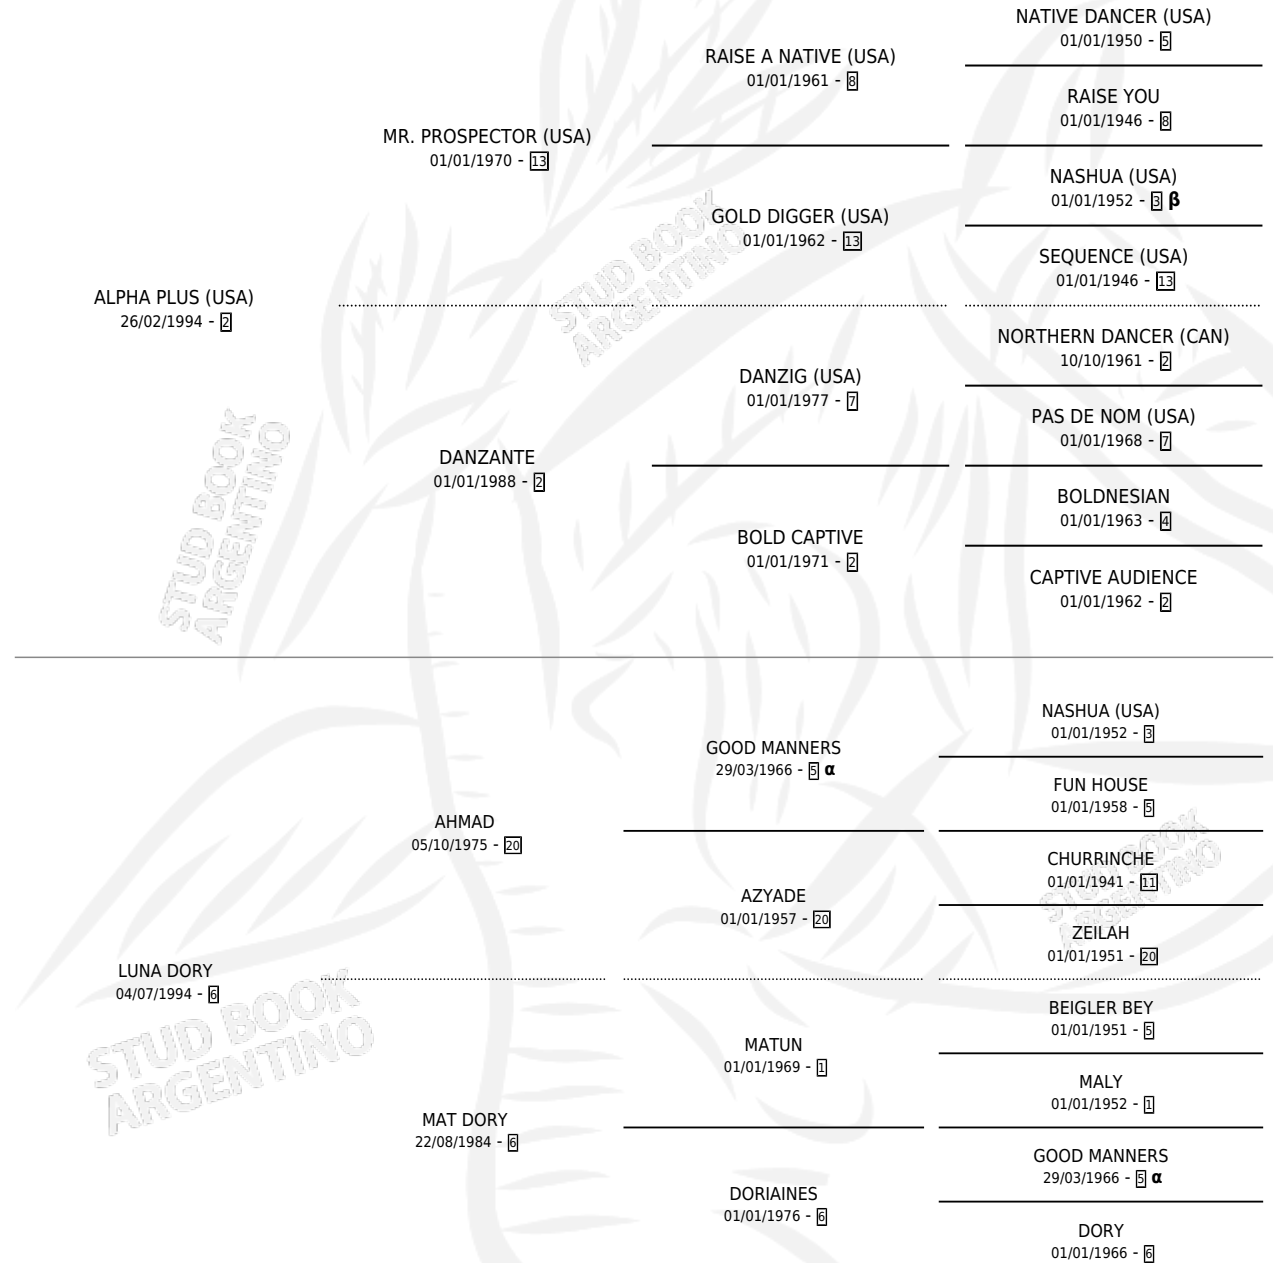 NATIVE DANCER (USA)
01/01/1950 - 5
RAISE A NATIVE (USA)
01/01/1961 - 8
RAISE YOU
01/01/1946 - 8
MR. PROSPECTOR (USA)
01/01/1970 - 13
NASHUA (USA)
01/01/1952 - 3 β
GOLD DIGGER (USA)
01/01/1962 - 13
SEQUENCE (USA)
01/01/1946 - 13
ALPHA PLUS (USA)
26/02/1994 - 2
NORTHERN DANCER (CAN)
10/10/1961 - 2
DANZIG (USA)
01/01/1977 - 7
PAS DE NOM (USA)
01/01/1968 - 7
DANZANTE
01/01/1988 - 2
BOLDNESIAN
01/01/1963 - 4
BOLD CAPTIVE
01/01/1971 - 2
CAPTIVE AUDIENCE
01/01/1962 - 2
NASHUA (USA)
01/01/1952 - 3
GOOD MANNERS
29/03/1966 - 5 α
FUN HOUSE
01/01/1958 - 5
AHMAD
05/10/1975 - 20
CHURRINCHE
01/01/1941 - 11
AZYADE
01/01/1957 - 20
ZEILAH
01/01/1951 - 20
LUNA DORY
04/07/1994 - 6
BEIGLER BEY
01/01/1951 - 5
MATUN
01/01/1969 - 1
MALY
01/01/1952 - 1
MAT DORY
22/08/1984 - 6
GOOD MANNERS
29/03/1966 - 5 α
DORIAINES
01/01/1976 - 6
DORY
01/01/1966 - 6
STUD BOOK
ARGENTINO
STUD BOOK
ARGENTINO
STUD BOOK
ARGENTINO
STUD BOOK
ARGENTINO